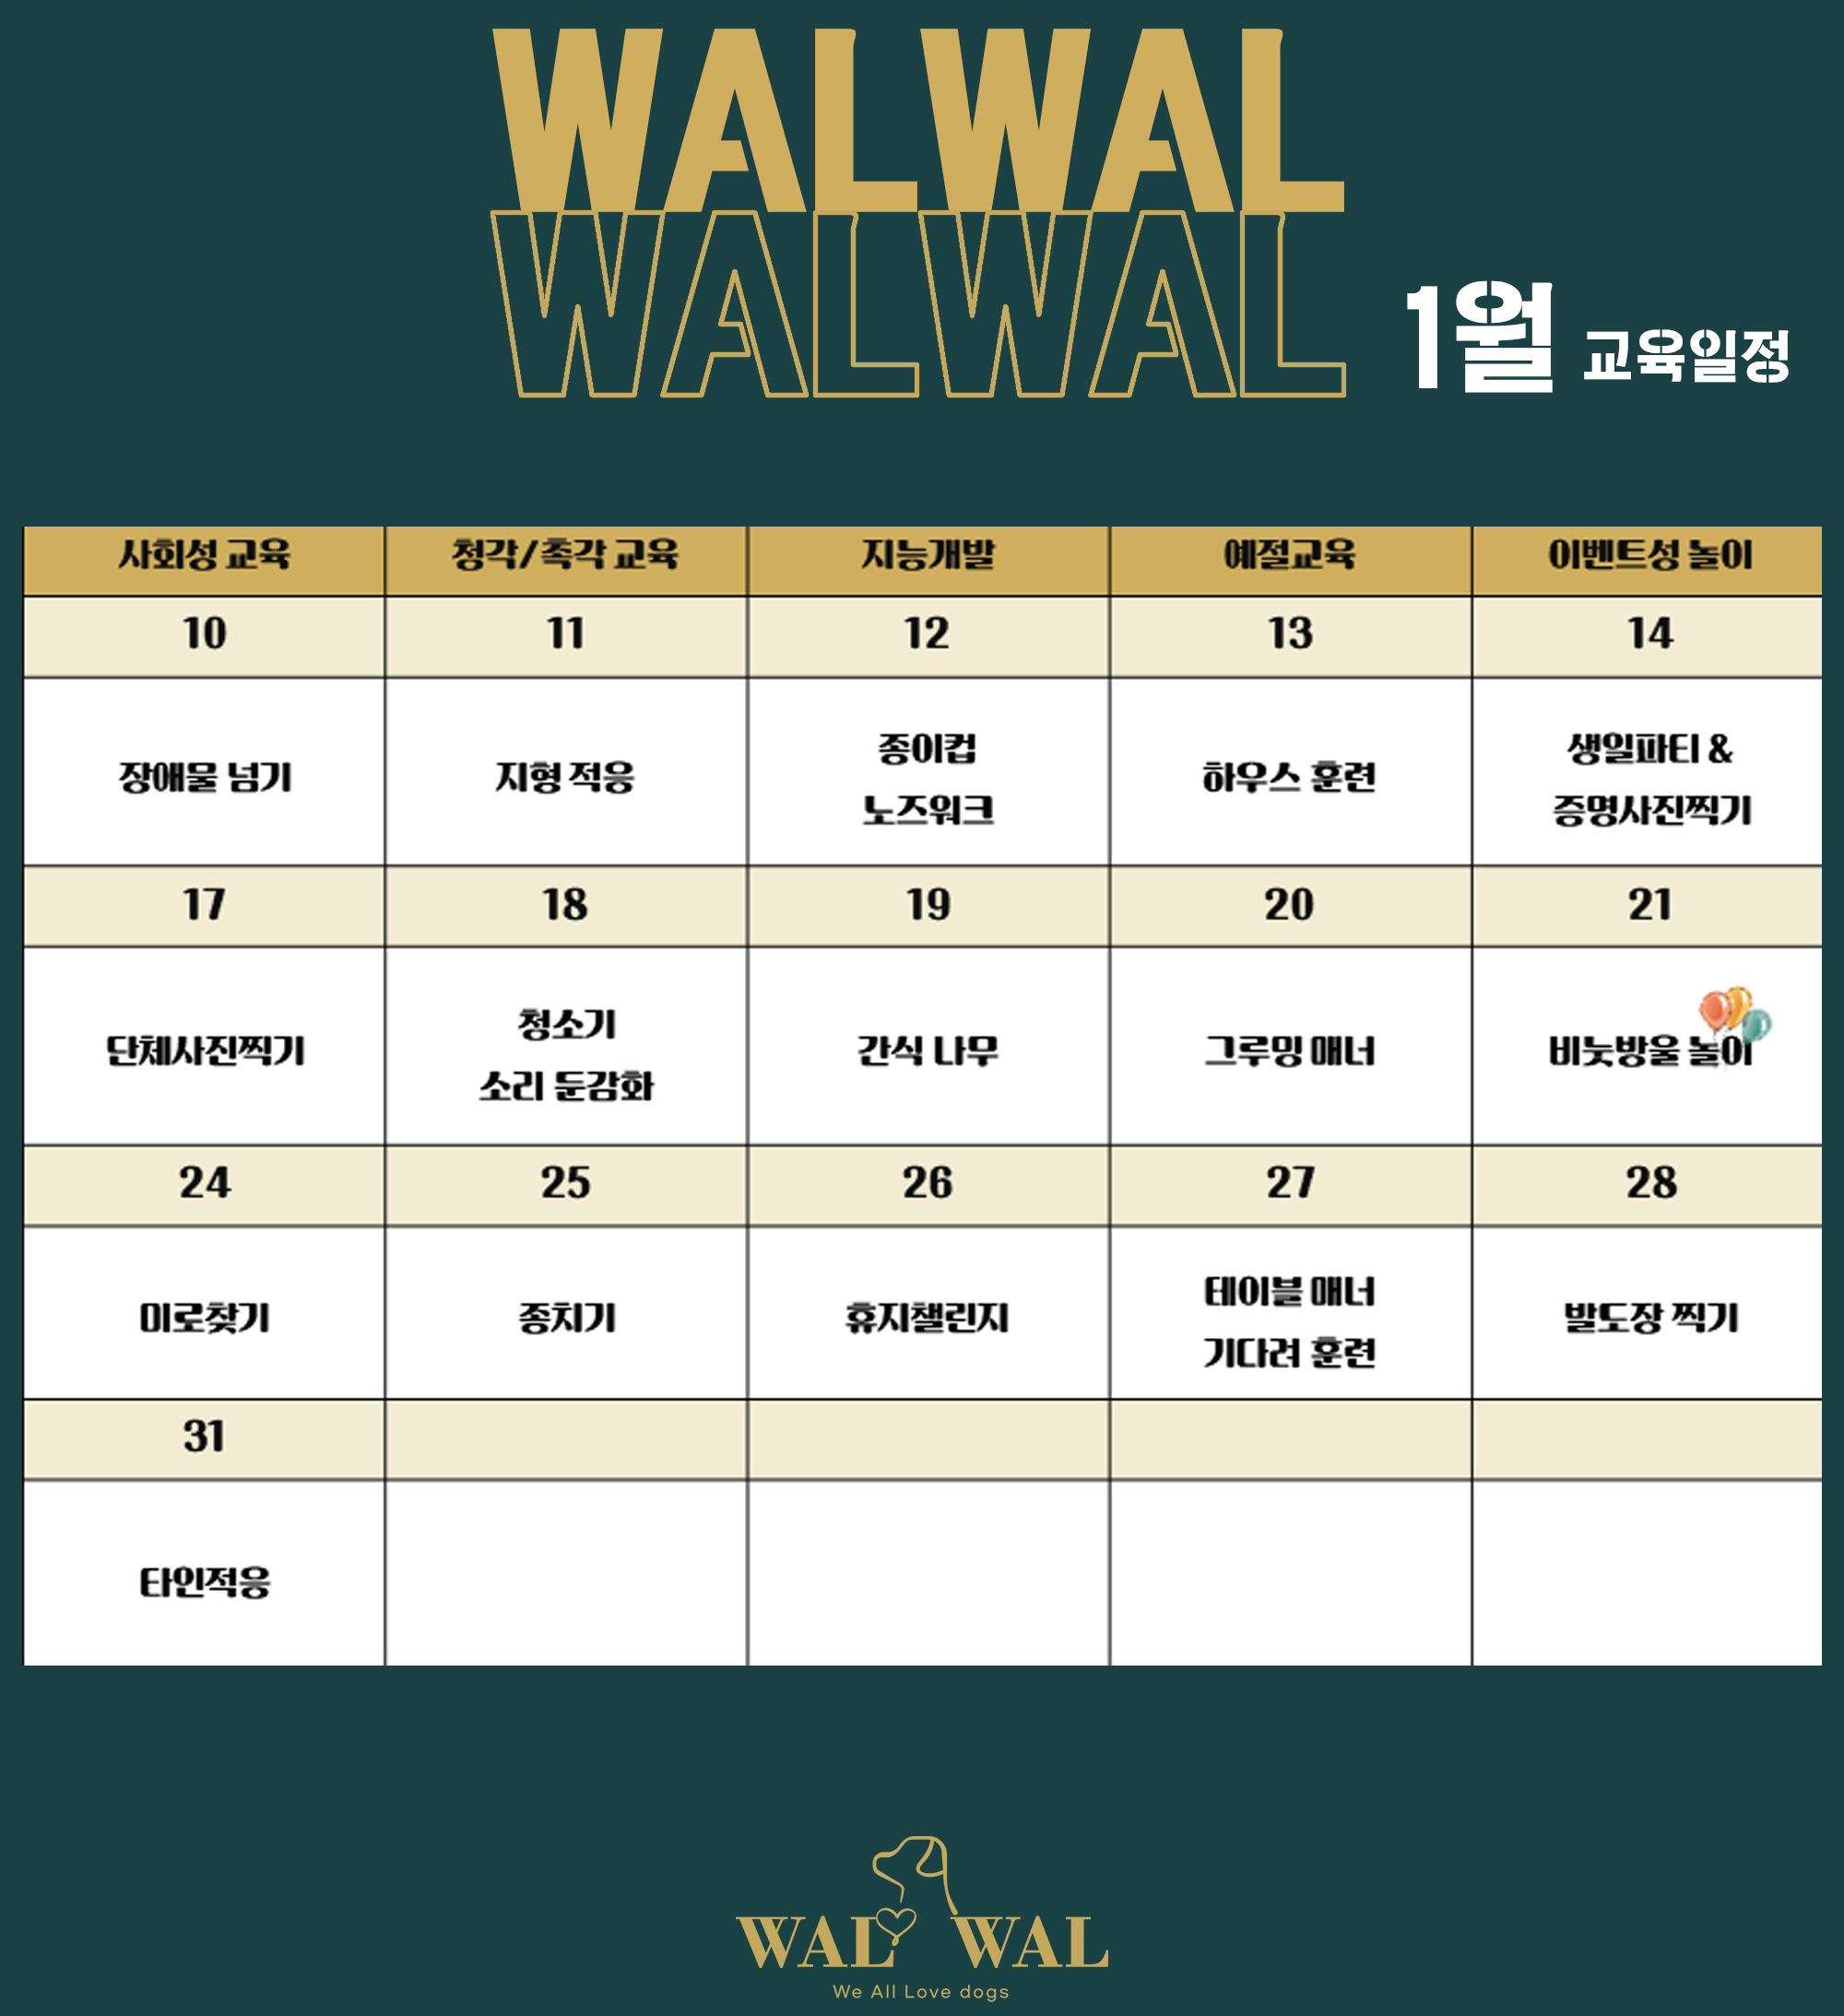 WALWAL
WALWAL
1월 교육일정
사회성 교육 청각/촉각 교육 지능개발 예절교육 이벤트성 놀이
10 11 12 13 14
장애물 넘기 지형 적응 종이컵 노즈워크 하우스 훈련 생일파티 & 증명사진찍기
17 18 19 20 21
단체사진찍기 청소기 소리 둔감화 간식 나무 그루밍 매너 비눗방울 놀이
24 25 26 27 28
미로찾기 종치기 휴지챌린지 테이블 매너 기다려 훈련 발도장 찍기
31
타인적응
WAL WAL
We All Love dogs